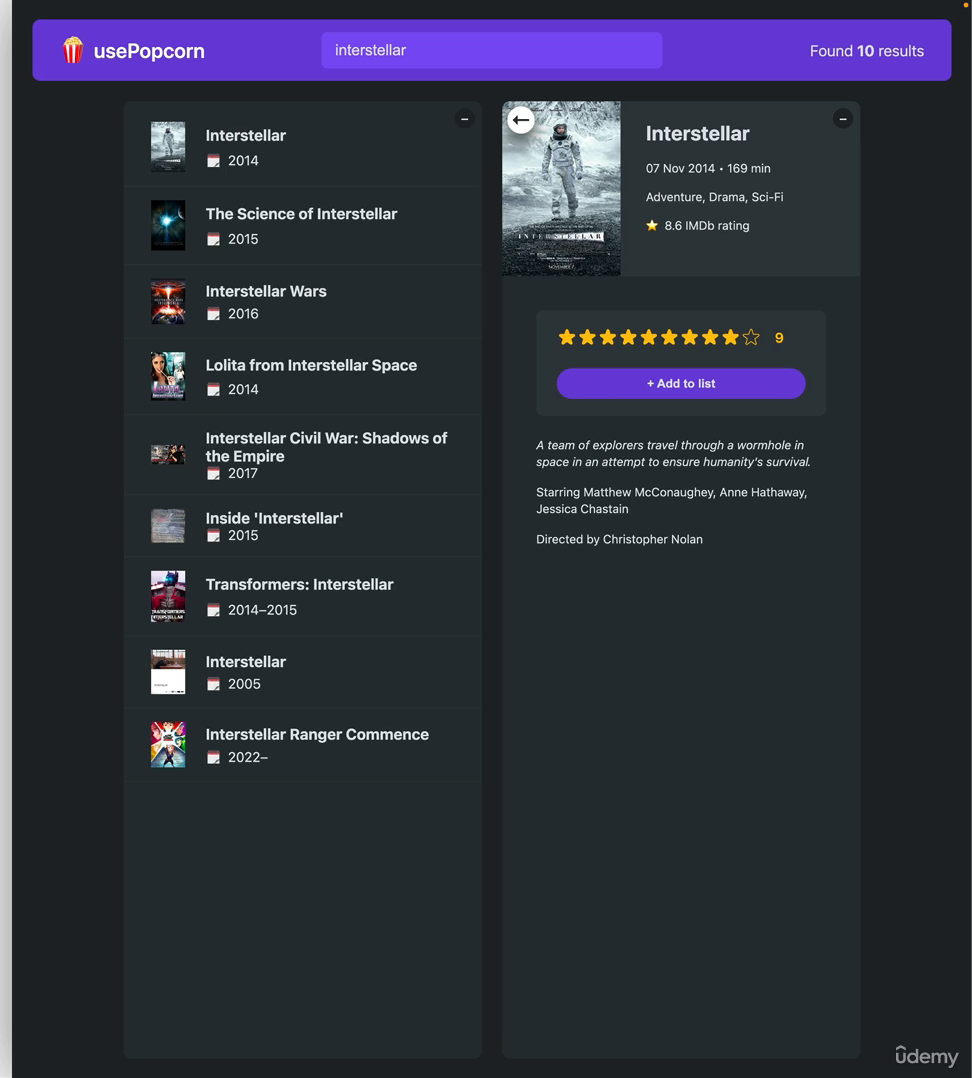 usePopcorn
interstellar
Found 10 results
Interstellar
2014
The Science of Interstellar
2015
Interstellar Wars
2016
Lolita from Interstellar Space
2014
Interstellar Civil War: Shadows of
the Empire
2017
Inside 'Interstellar'
2015
Transformers: Interstellar
2014–2015
Interstellar
2005
Interstellar Ranger Commence
2022–
INTERSTELLAR
NOVEMBER 7
Interstellar
07 Nov 2014 • 169 min
Adventure, Drama, Sci-Fi
8.6 IMDb rating
9
+ Add to list
A team of explorers travel through a wormhole in
space in an attempt to ensure humanity's survival.
Starring Matthew McConaughey, Anne Hathaway,
Jessica Chastain
Directed by Christopher Nolan
udemy